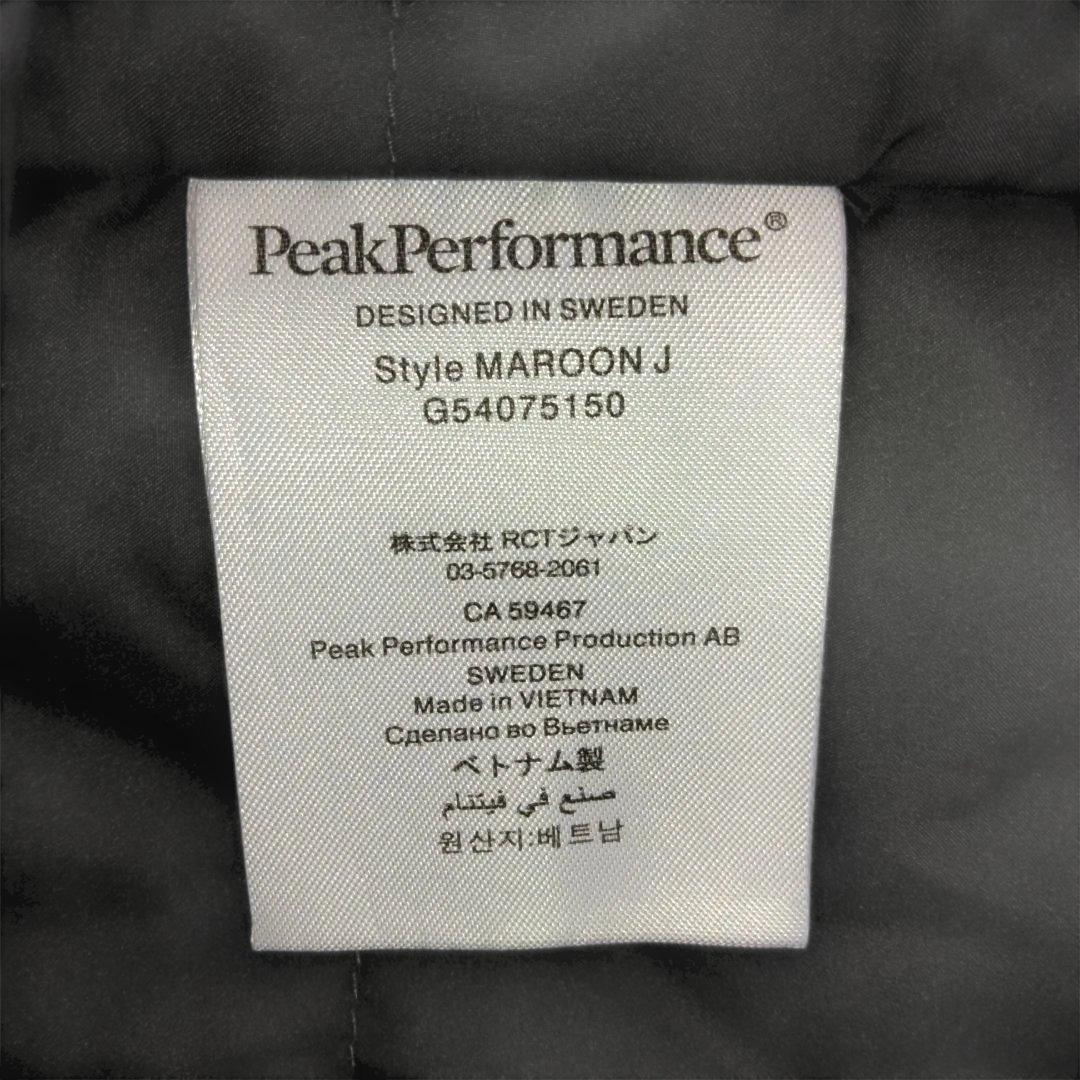 PeakPerformance®
DESIGNED IN SWEDEN
Style MAROON J
G54075150
株式会社 RCTジャパン
03-5768-2061
CA 59467
Peak Performance Production AB
SWEDEN
Made in VIETNAM
Сделано во Вьетнаме
ベトナム製
صنع في فيتنام
원산지:베트남